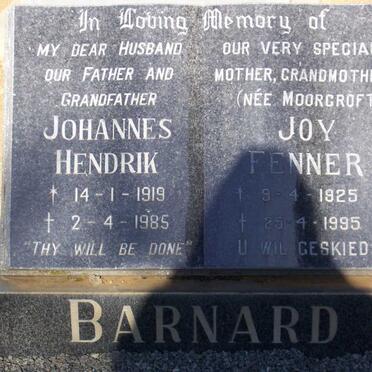 In Loving Memory of
MY DEAR HUSBAND
OUR FATHER AND
GRANDFATHER
JOHANNES
HENDRIK
* 14-1-1919
† 2-4-1985
"THY WILL BE DONE"
OUR VERY SPECIA
MOTHER, GRANDMOTHE
(NÉE MOORCROFT
JOY
FENNER
* 9-4-1925
† 25-4-1995
U WIL GESKIED
BARNARD